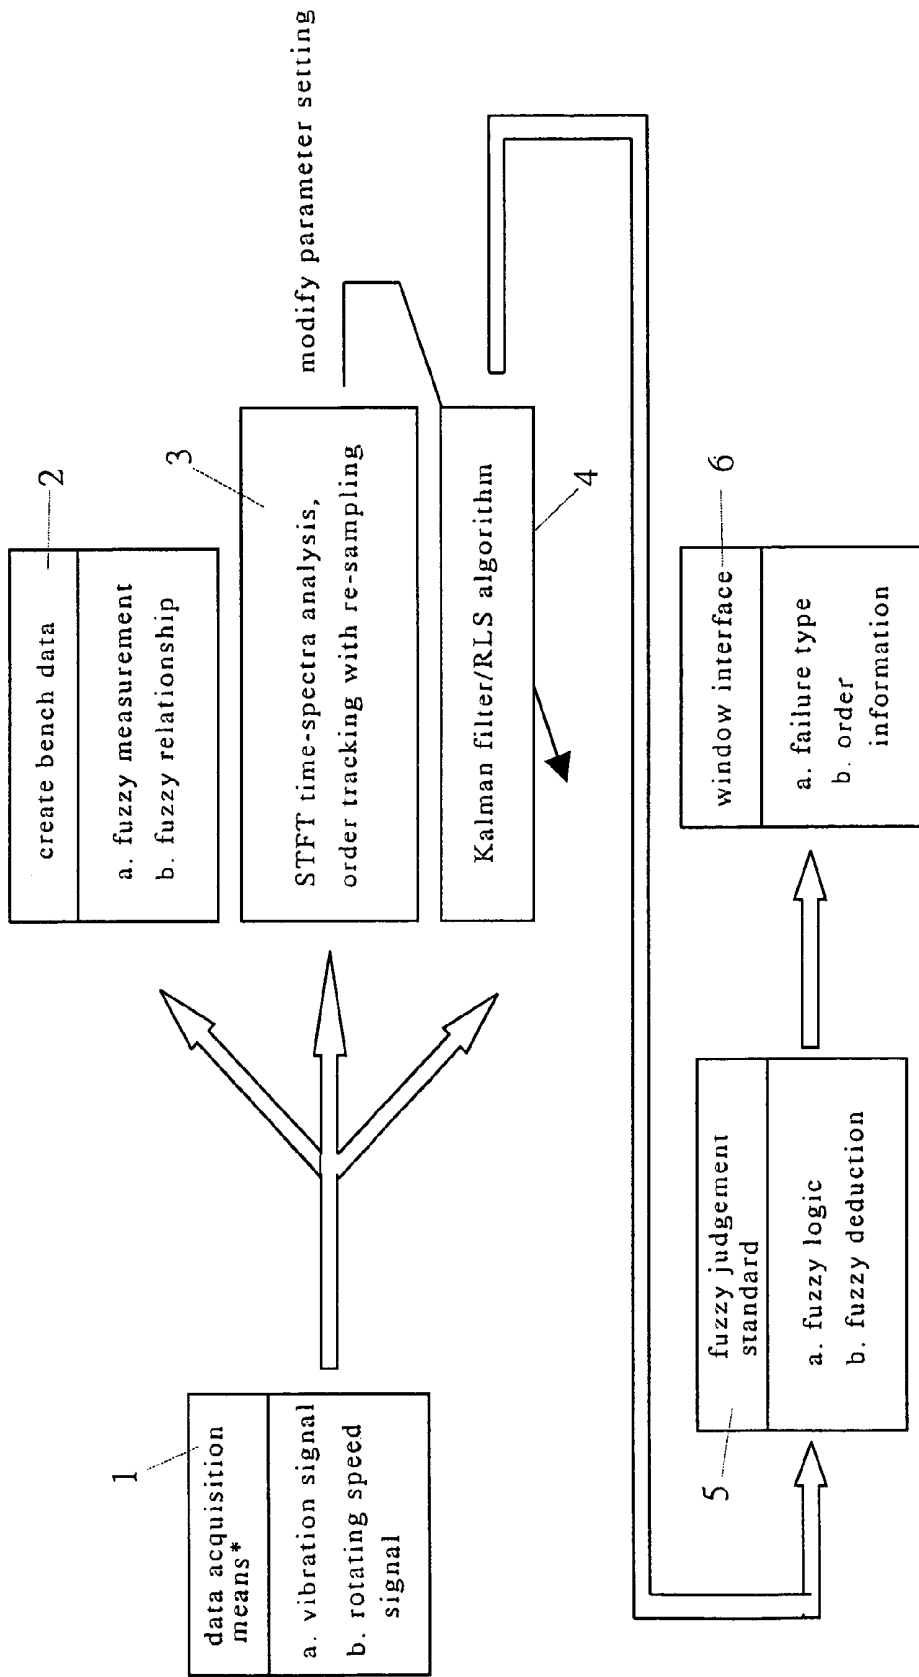 1
data acquisition
means*
a. vibration signal
b. rotating speed
signal
2
create bench data
a. fuzzy measurement
b. fuzzy relationship
3
STFT time-spectra analysis,
order tracking with re-sampling
modify parameter setting
Kalman filter/RLS algorithm
4
5
fuzzy judgement
standard
a. fuzzy logic
b. fuzzy deduction
6
window interface
a. failure type
b. order
information